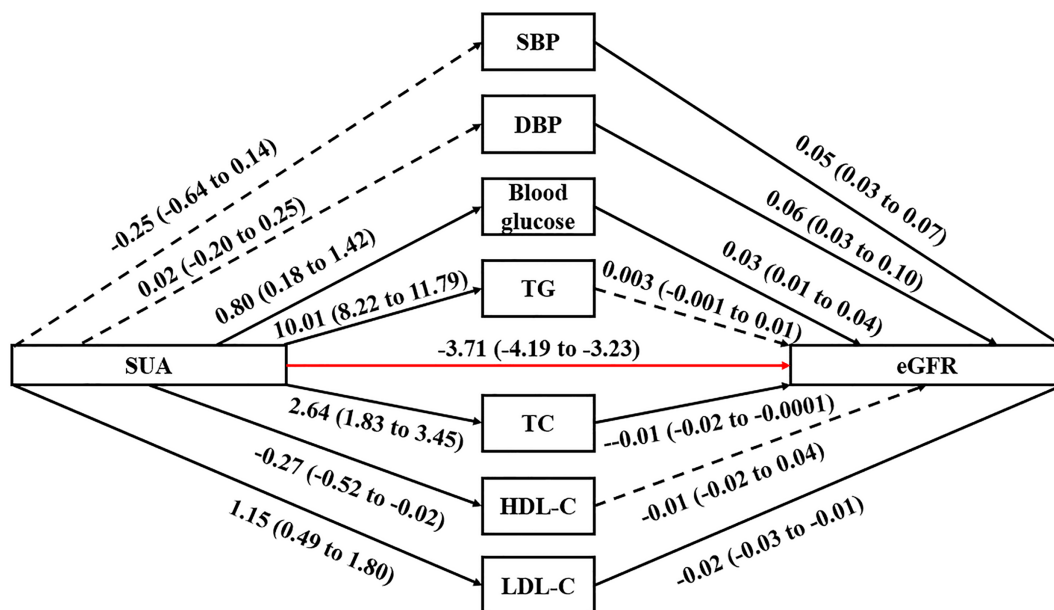 SBP
DBP
Blood
glucose
TG
SUA
eGFR
TC
HDL-C
LDL-C
-0.25 (-0.64 to 0.14)
0.02 (-0.20 to 0.25)
0.80 (0.18 to 1.42)
10.01 (8.22 to 11.79)
-3.71 (-4.19 to -3.23)
2.64 (1.83 to 3.45)
-0.27 (-0.52 to -0.02)
1.15 (0.49 to 1.80)
0.05 (0.03 to 0.07)
0.06 (0.03 to 0.10)
0.03 (0.01 to 0.04)
0.003 (-0.001 to 0.01)
--0.01 (-0.02 to -0.0001)
-0.01 (-0.02 to 0.04)
-0.02 (-0.03 to -0.01)